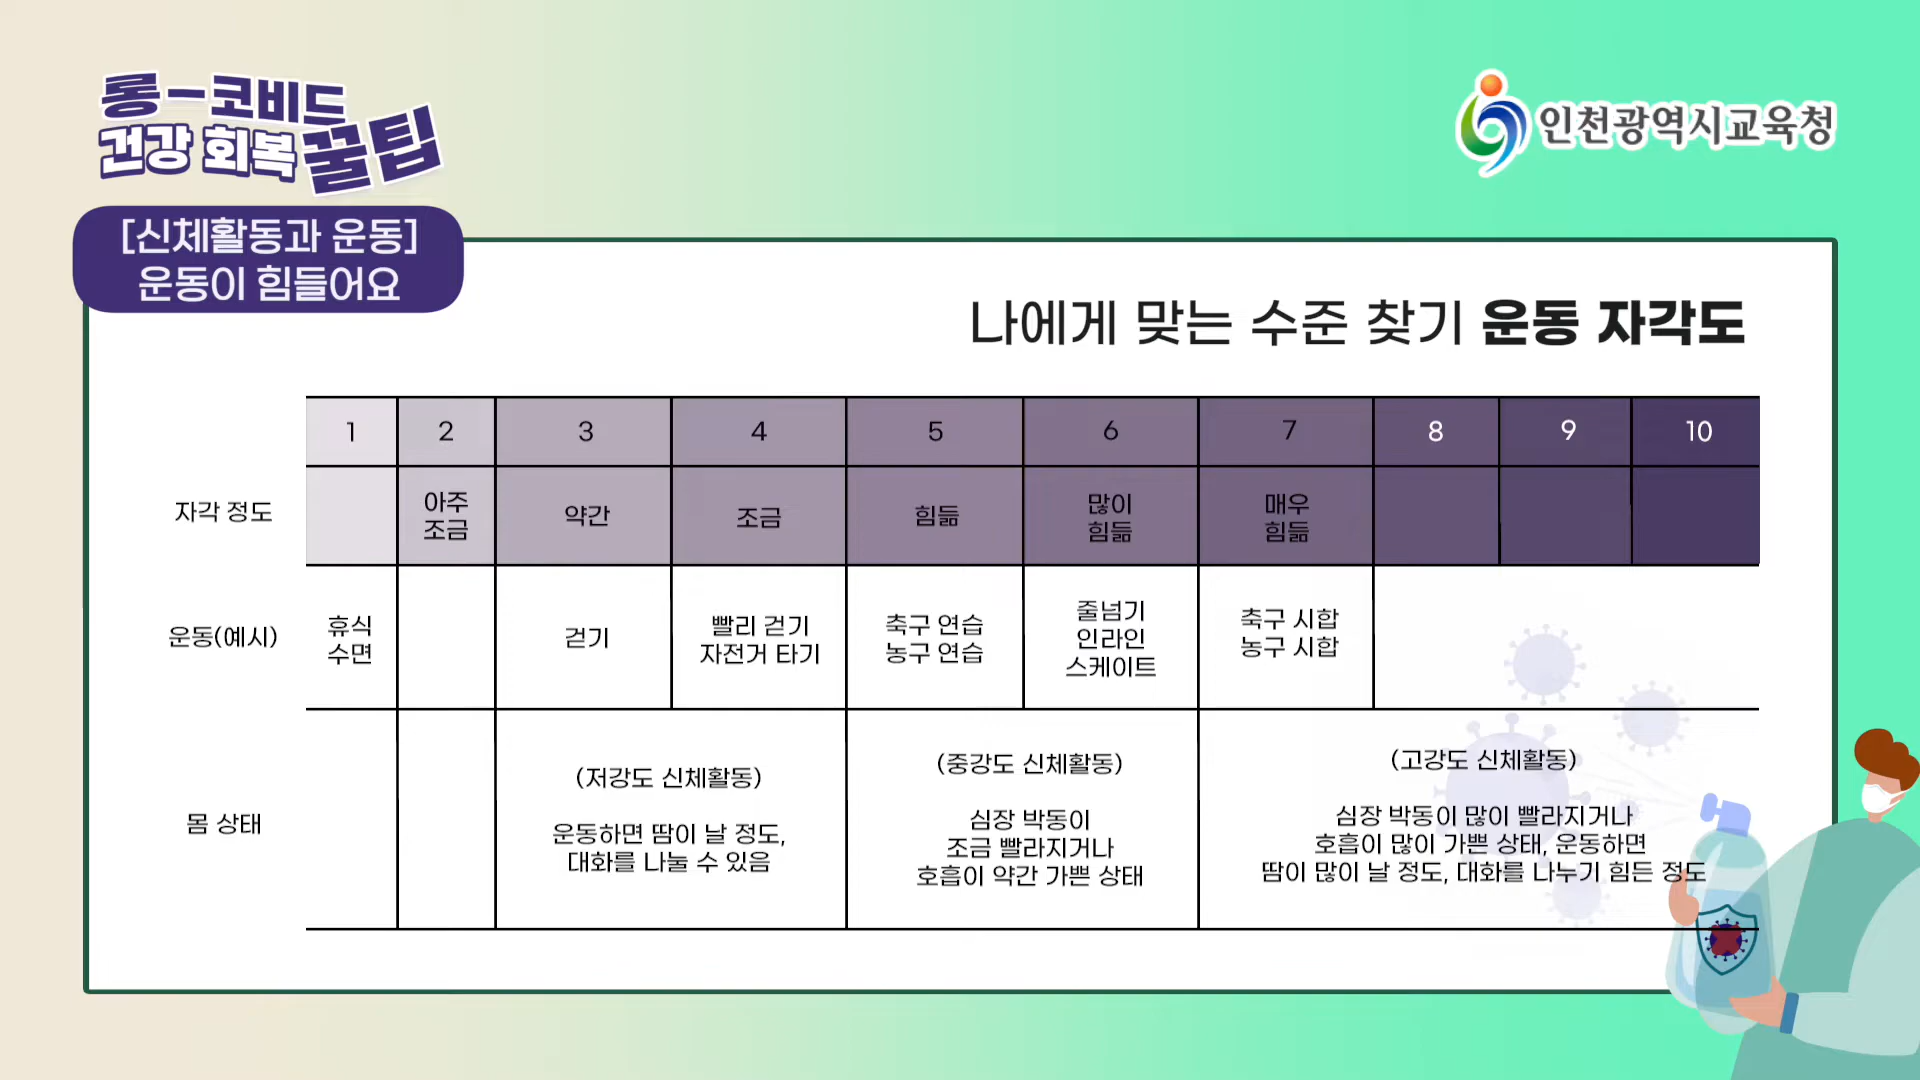 롱-코비드
건강 회복 꿀팁
인천광역시교육청
[신체활동과 운동]
운동이 힘들어요
나에게 맞는 수준 찾기 운동 자각도
1 2 3 4 5 6 7 8 9 10
자각 정도
아주
조금
약간
조금
힘듦
많이
힘듦
매우
힘듦
운동(예시)
휴식
수면
걷기
빨리 걷기
자전거 타기
축구 연습
농구 연습
줄넘기
인라인
스케이트
축구 시합
농구 시합
몸 상태
(저강도 신체활동)
운동하면 땀이 날 정도,
대화를 나눌 수 있음
(중강도 신체활동)
심장 박동이
조금 빨라지거나
호흡이 약간 가쁜 상태
(고강도 신체활동)
심장 박동이 많이 빨라지거나
호흡이 많이 가쁜 상태, 운동하면
땀이 많이 날 정도, 대화를 나누기 힘든 정도